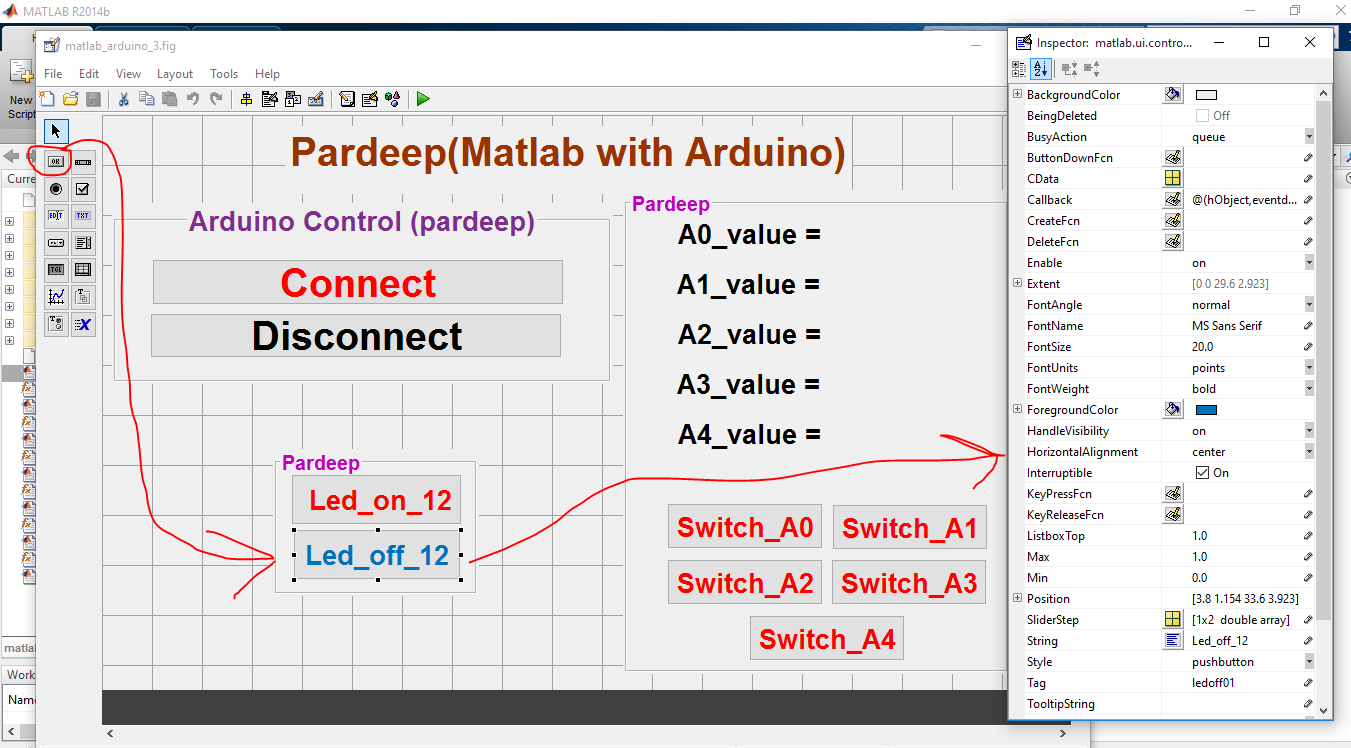 MATLAB R2014b
New
Script
Curre
matlal
Work
Name
matlab_arduino_3.fig
File Edit View Layout Tools Help
OK
EDIT TXT
TGL
Pardeep(Matlab with Arduino)
Arduino Control (pardeep)
Connect
Disconnect
Pardeep
Led_on_12
Led_off_12
Pardeep
A0_value =
A1_value =
A2_value =
A3_value =
A4_value =
Switch_A0 Switch_A1
Switch_A2 Switch_A3
Switch_A4
Inspector: matlab.ui.contro...
BackgroundColor
BeingDeleted Off
BusyAction queue
ButtonDownFcn
CData
Callback @(hObject,eventd...
CreateFcn
DeleteFcn
Enable on
Extent [0 0 29.6 2.923]
FontAngle normal
FontName MS Sans Serif
FontSize 20.0
FontUnits points
FontWeight bold
ForegroundColor
HandleVisibility on
HorizontalAlignment center
Interruptible On
KeyPressFcn
KeyReleaseFcn
ListboxTop 1.0
Max 1.0
Min 0.0
Position [3.8 1.154 33.6 3.923]
SliderStep [1x2 double array]
String Led_off_12
Style pushbutton
Tag ledoff01
TooltipString